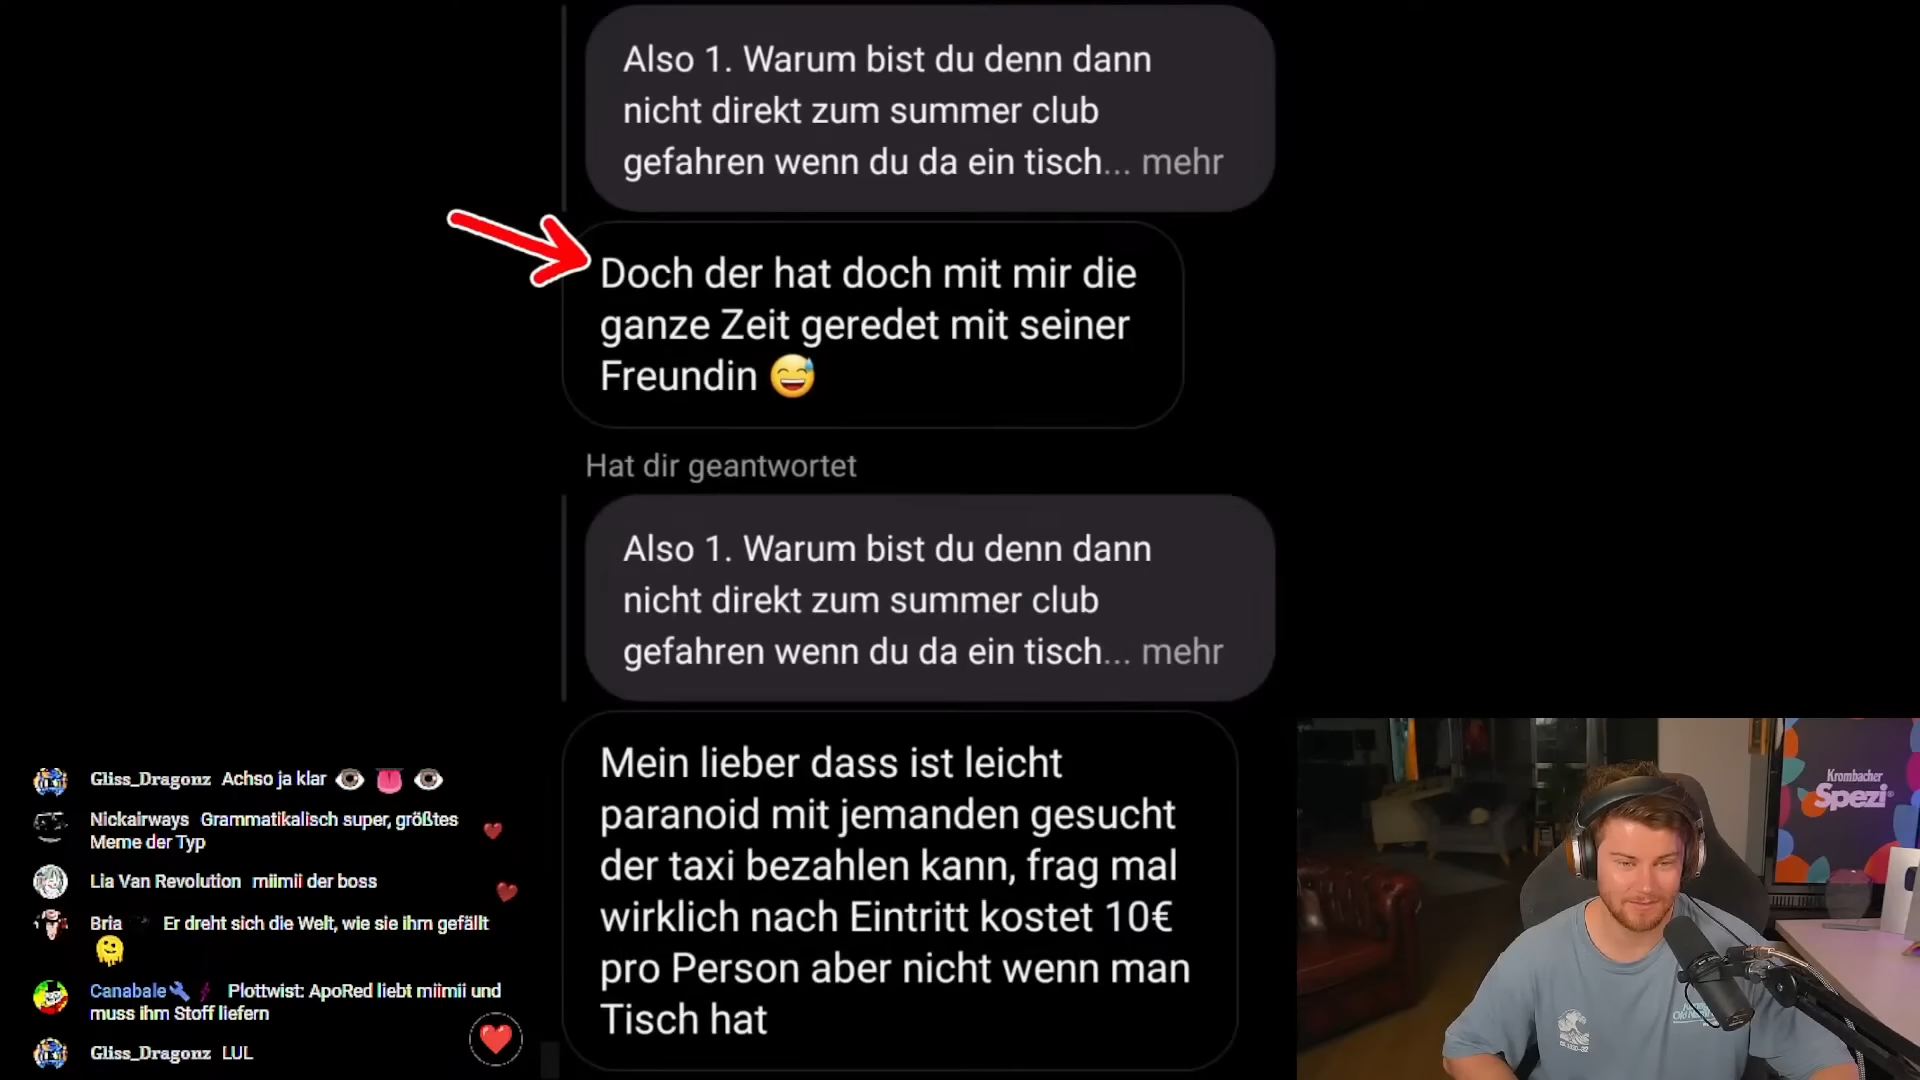 Also 1. Warum bist du denn dann
nicht direkt zum summer club
gefahren wenn du da ein tisch... mehr
Doch der hat doch mit mir die
ganze Zeit geredet mit seiner
Freundin 😅
Hat dir geantwortet
Also 1. Warum bist du denn dann
nicht direkt zum summer club
gefahren wenn du da ein tisch... mehr
Mein lieber dass ist leicht
paranoid mit jemanden gesucht
der taxi bezahlen kann, frag mal
wirklich nach Eintritt kostet 10€
pro Person aber nicht wenn man
Tisch hat
Gliss_Dragonz Achso ja klar 👁️👅👁️
Nickairways Grammatikalisch super, größtes
Meme der Typ
Lia Van Revolution miimii der boss
Bria Er dreht sich die Welt, wie sie ihm gefällt
Canabale Plottwist: ApoRed liebt miimii und
muss ihm Stoff liefern
Gliss_Dragonz LUL
Krombacher
Spezi